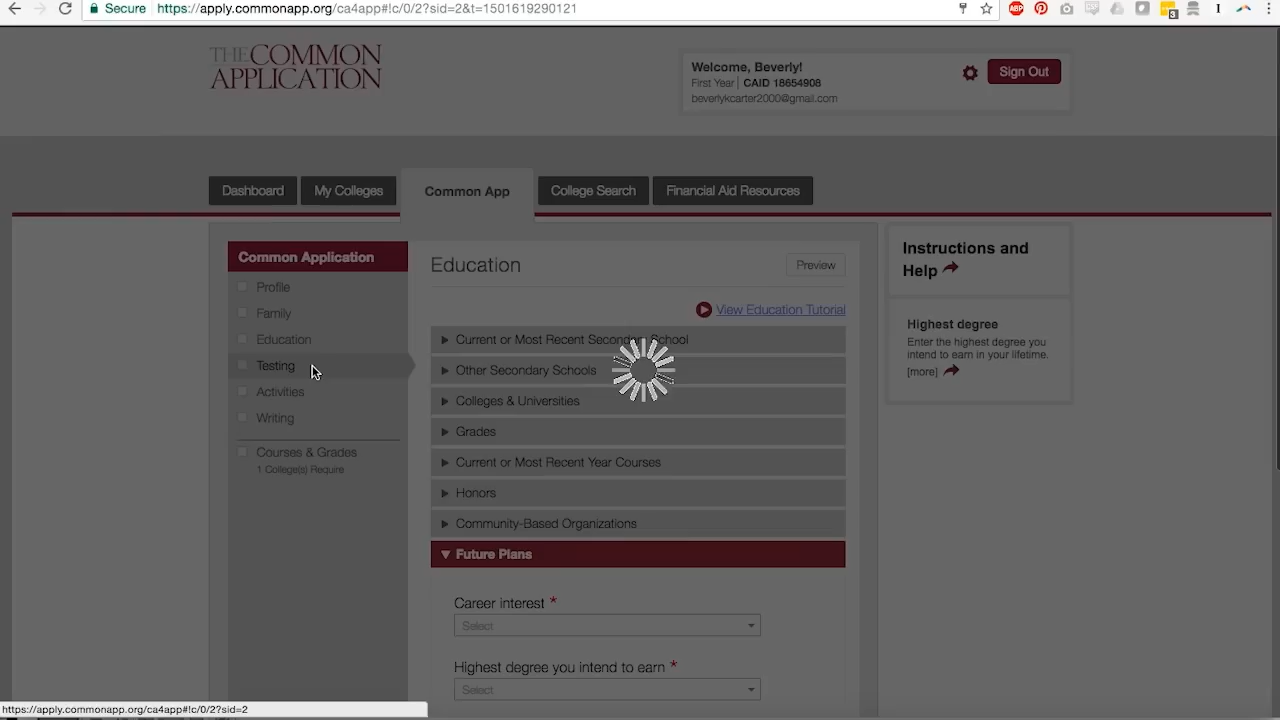 Secure https://apply.commonapp.org/ca4app#!c/0/2?sid=2&t=1501619290121
ABP
3
THE COMMON
APPLICATION
Welcome, Beverly!
First Year | CAID 18654908
beverlykcarter2000@gmail.com
Sign Out
Dashboard
My Colleges
Common App
College Search
Financial Aid Resources
Common Application
Profile
Family
Education
Testing
Activities
Writing
Courses & Grades
1 College(s) Require
Education
Preview
View Education Tutorial
Current or Most Recent Secondary School
Other Secondary Schools
Colleges & Universities
Grades
Current or Most Recent Year Courses
Honors
Community-Based Organizations
Future Plans
Career interest *
Select
Highest degree you intend to earn *
Select
Instructions and
Help
Highest degree
Enter the highest degree you
intend to earn in your lifetime.
[more]
https://apply.commonapp.org/ca4app#!c/0/2?sid=2